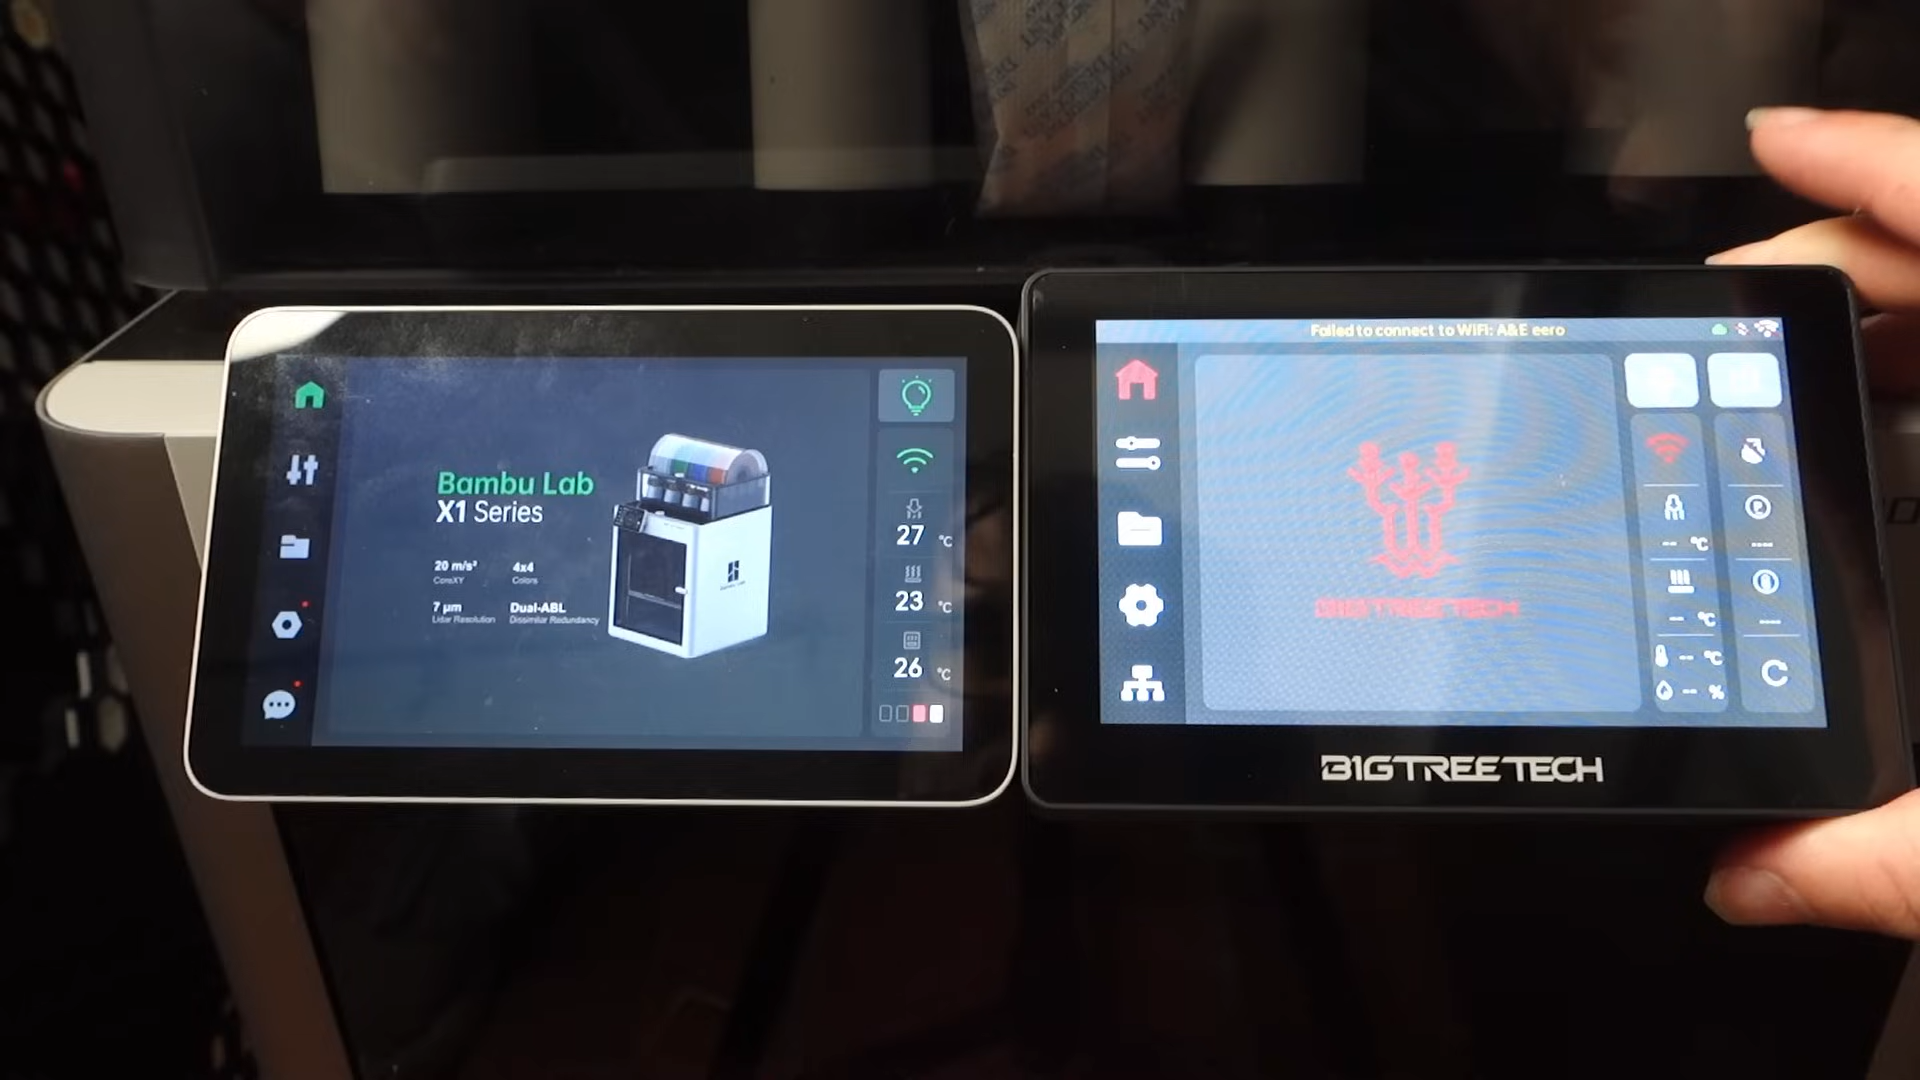 Bambu Lab
X1 Series
20 m/s²
4x4
CoreXY
Colors
7 µm
Dual-ABL
Lidar Resolution
Dissimilar Redundancy
27 °C
23 °C
26 °C
Failed to connect to WiFi: A&E eero
BIGTREETECH
-- °C
-- °C
-- °C
-- %
----
----
BIGTREETECH